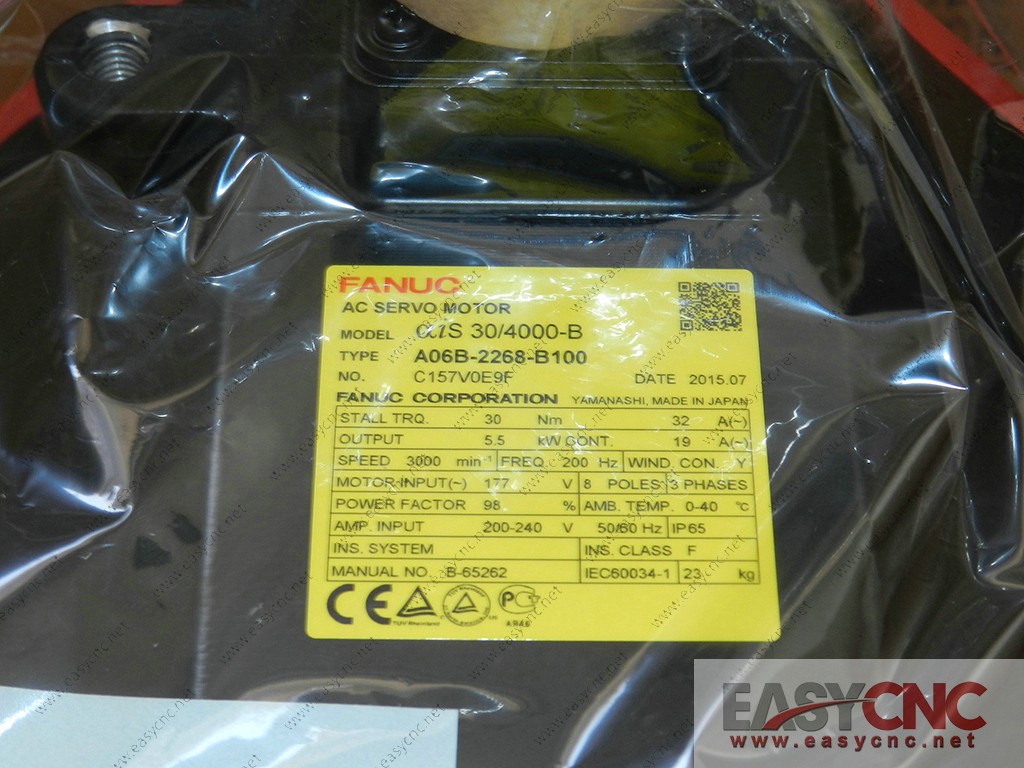 FANUC
AC SERVO MOTOR
MODEL αiS 30/4000-B
TYPE A06B-2268-B100
NO. C157V0E9F DATE 2015.07
FANUC CORPORATION YAMANASHI, MADE IN JAPAN
STALL TRQ. 30 Nm 32 A(~)
OUTPUT 5.5 kW CONT. 19 A(~)
SPEED 3000 min⁻¹ FREQ. 200 Hz WIND. CON. Y
MOTOR-INPUT(~) 177 V 8 POLES 3 PHASES
POWER FACTOR 98 % AMB. TEMP. 0-40 ℃
AMP. INPUT 200-240 V 50/60 Hz IP65
INS. SYSTEM INS. CLASS F
MANUAL NO. B-65262 IEC60034-1 23 kg
CE TUV Rheinland
EASYCNC
www.easycnc.net